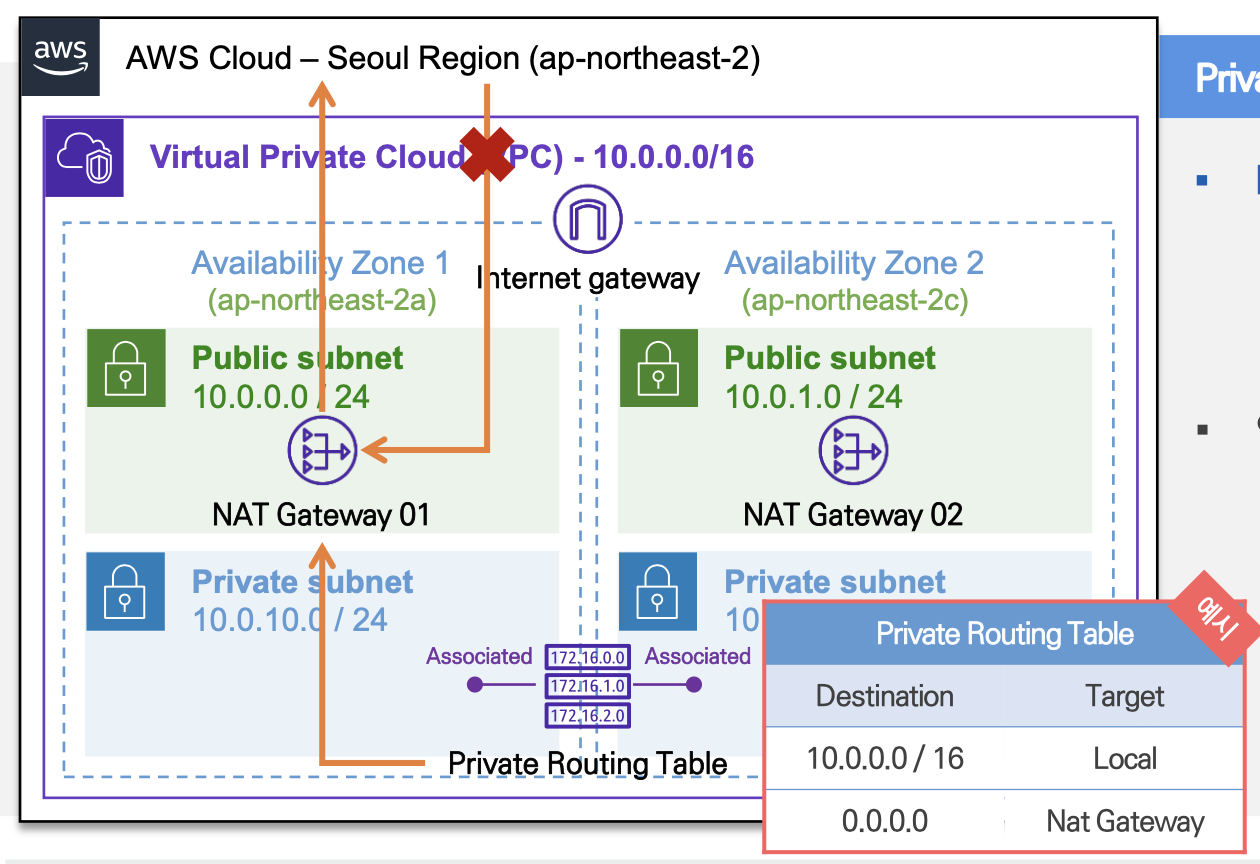 aws
AWS Cloud – Seoul Region (ap-northeast-2)
Virtual Private Cloud PC) - 10.0.0.0/16
Availability Zone 1
(ap-northeast-2a)
Internet gateway
Availability Zone 2
(ap-northeast-2c)
Public subnet
10.0.0.0 / 24
NAT Gateway 01
Public subnet
10.0.1.0 / 24
NAT Gateway 02
Private subnet
10.0.10.0 / 24
Private subnet
10
Associated
172.16.0.0
172.16.1.0
172.16.2.0
Associated
Private Routing Table
예시
Private Routing Table
Destination Target
10.0.0.0 / 16 Local
0.0.0.0 Nat Gateway